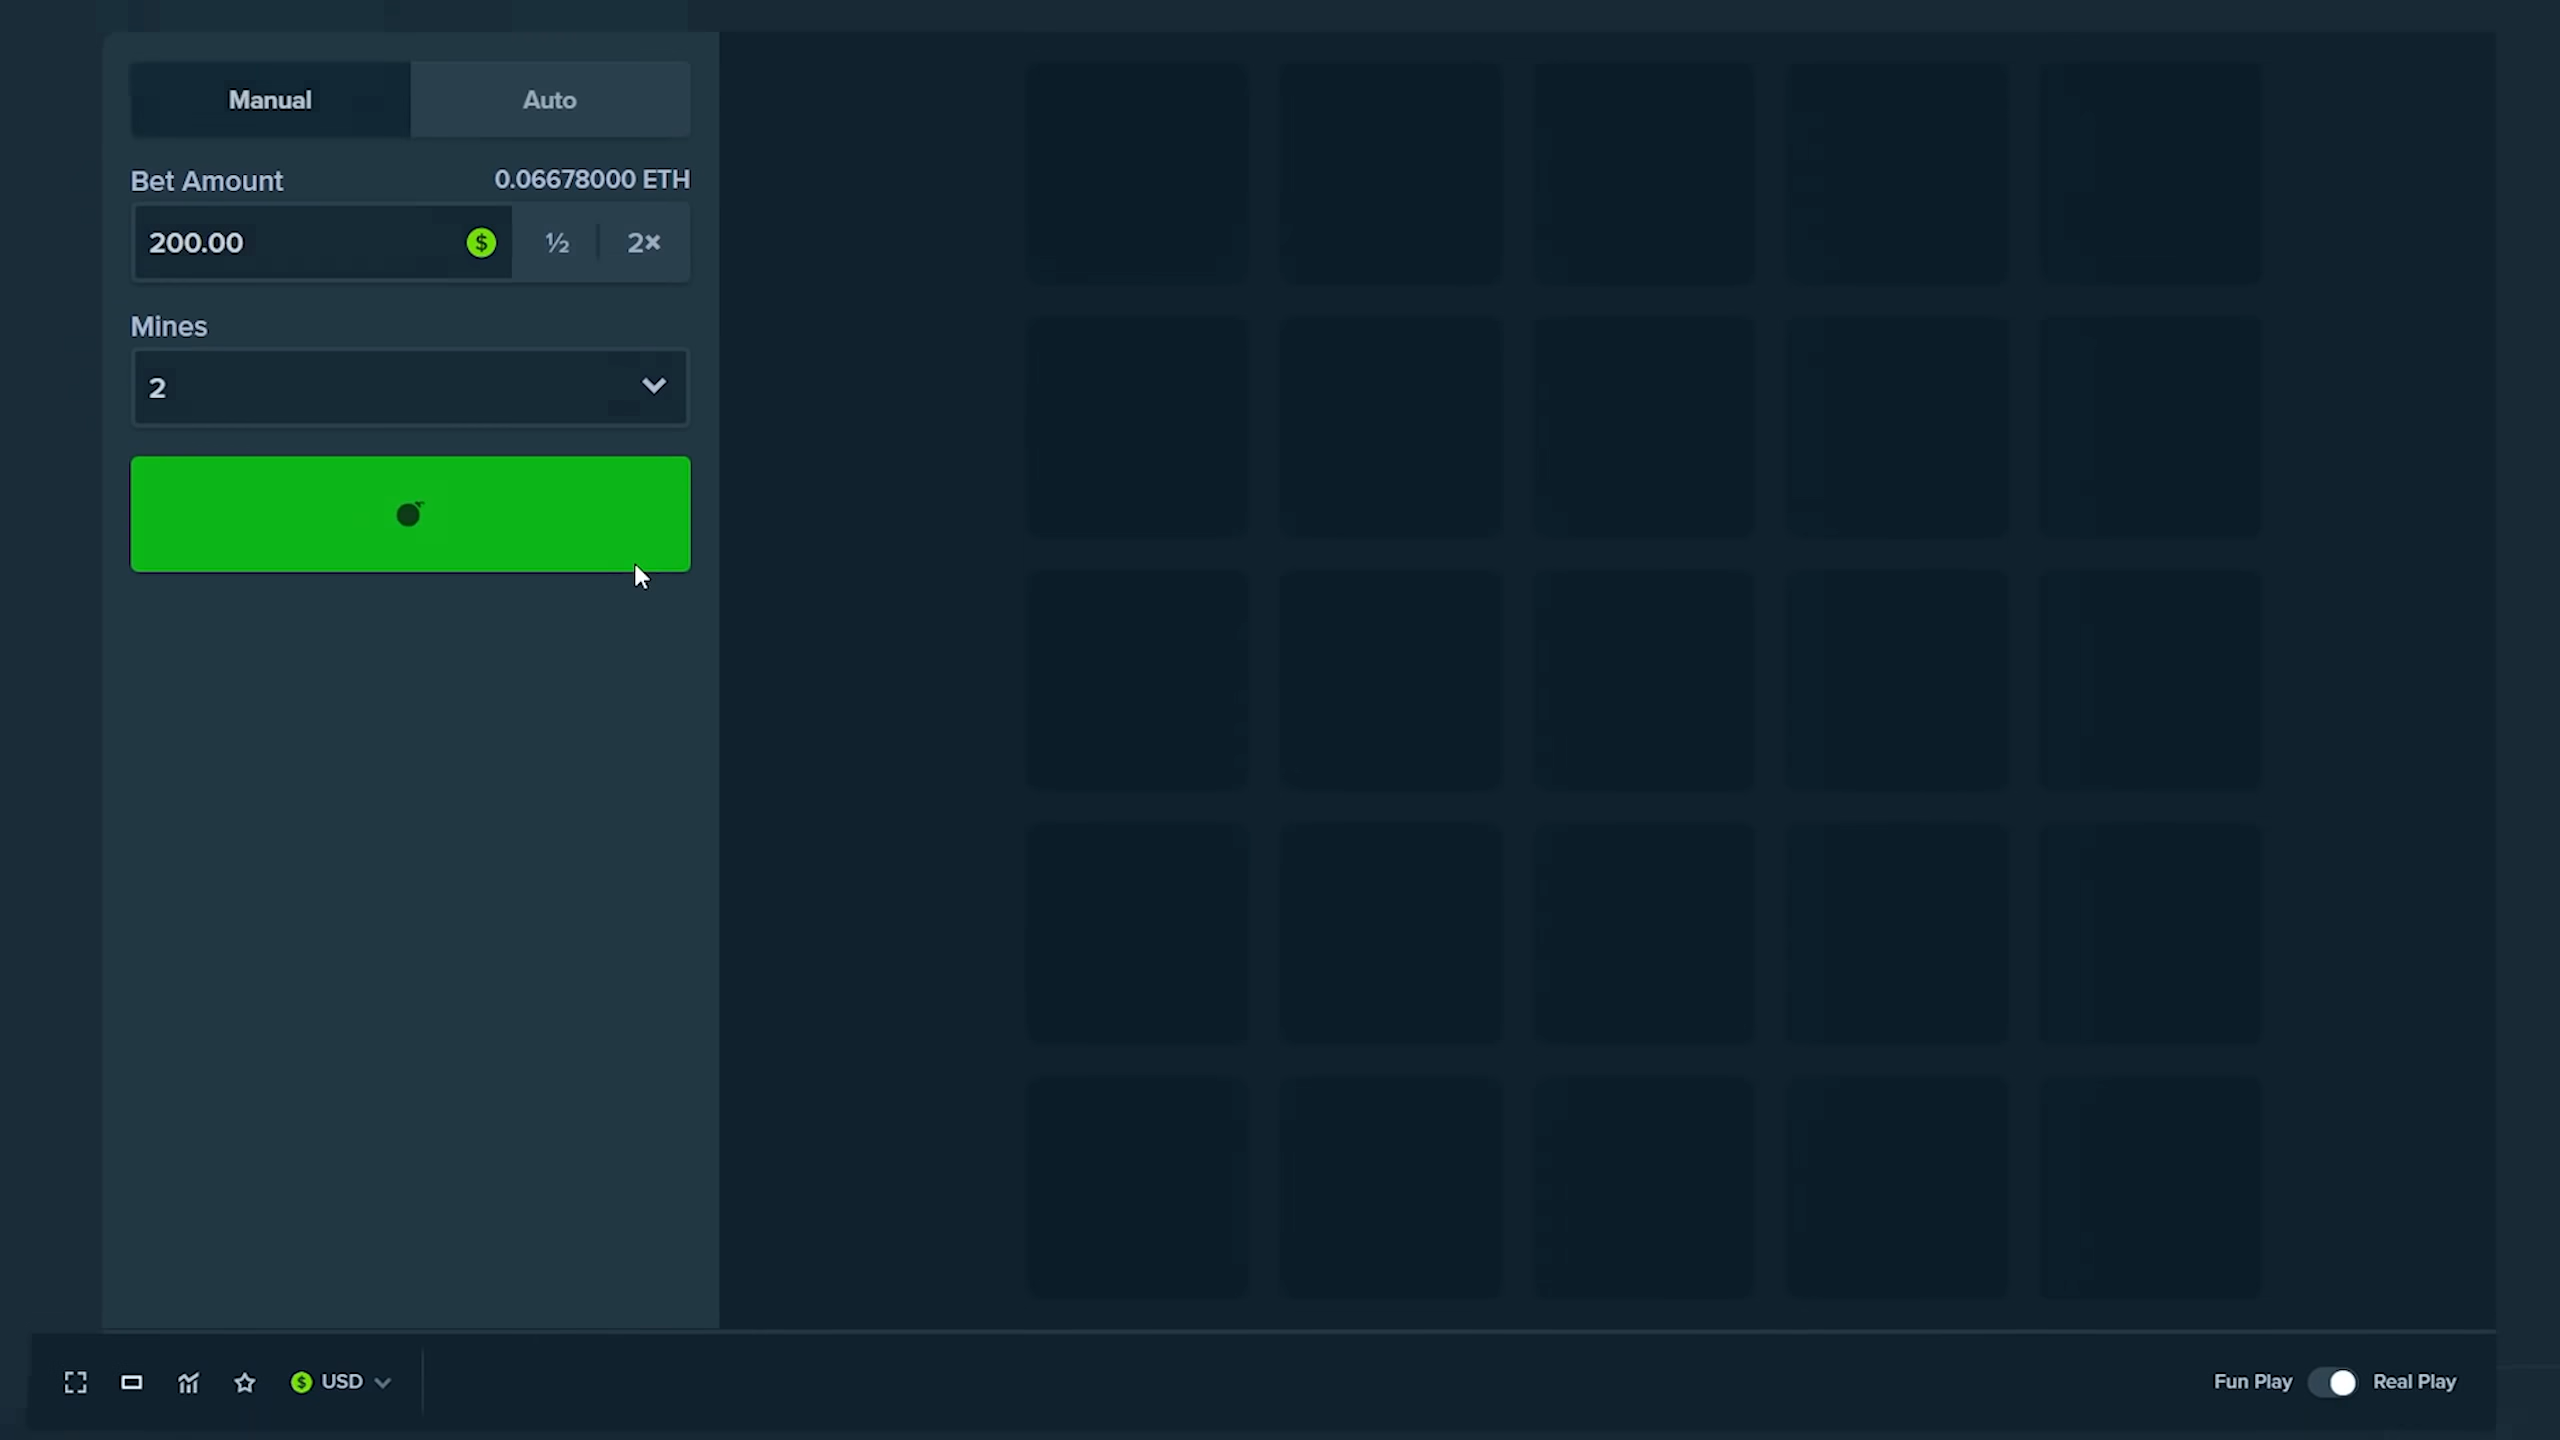 Manual Auto
Bet Amount 0.06678000 ETH
200.00 $ ½ 2×
Mines
2
$ USD Fun Play Real Play